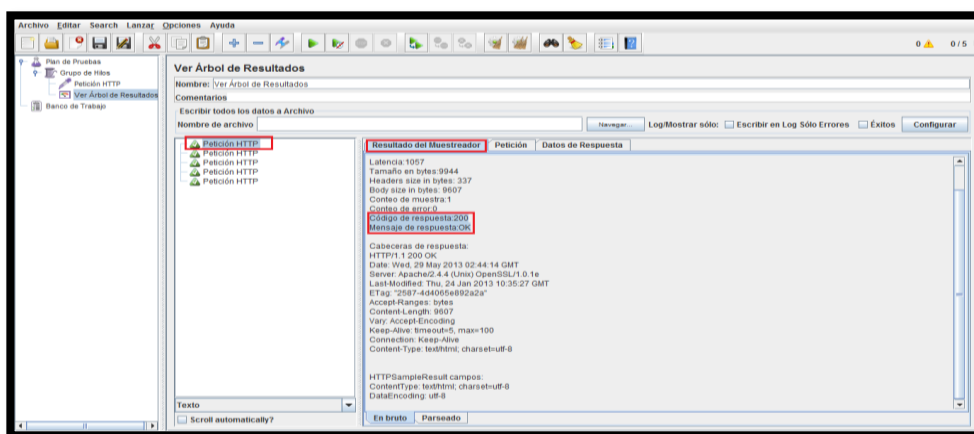 Archivo Editar Search Lanzar Opciones Ayuda
0 0 / 5
Plan de Pruebas
Grupo de Hilos
Petición HTTP
Ver Árbol de Resultados
Banco de Trabajo
Ver Árbol de Resultados
Nombre: Ver Árbol de Resultados
Comentarios
Escribir todos los datos a Archivo
Nombre de archivo Navegar... Log/Mostrar sólo: Escribir en Log Sólo Errores Éxitos Configurar
Petición HTTP
Petición HTTP
Petición HTTP
Petición HTTP
Petición HTTP
Texto
Scroll automatically?
Resultado del Muestreador Petición Datos de Respuesta
Latencia:1057
Tamaño en bytes:9944
Headers size in bytes: 337
Body size in bytes: 9607
Conteo de muestra:1
Conteo de error:0
Código de respuesta:200
Mensaje de respuesta:OK
Cabeceras de respuesta:
HTTP/1.1 200 OK
Date: Wed, 29 May 2013 02:44:14 GMT
Server: Apache/2.4.4 (Unix) OpenSSL/1.0.1e
Last-Modified: Thu, 24 Jan 2013 10:35:27 GMT
ETag: "2587-4d4065e892a2a"
Accept-Ranges: bytes
Content-Length: 9607
Vary: Accept-Encoding
Keep-Alive: timeout=5, max=100
Connection: Keep-Alive
Content-Type: text/html; charset=utf-8
HTTPSampleResult campos:
ContentType: text/html; charset=utf-8
DataEncoding: utf-8
En bruto Parseado